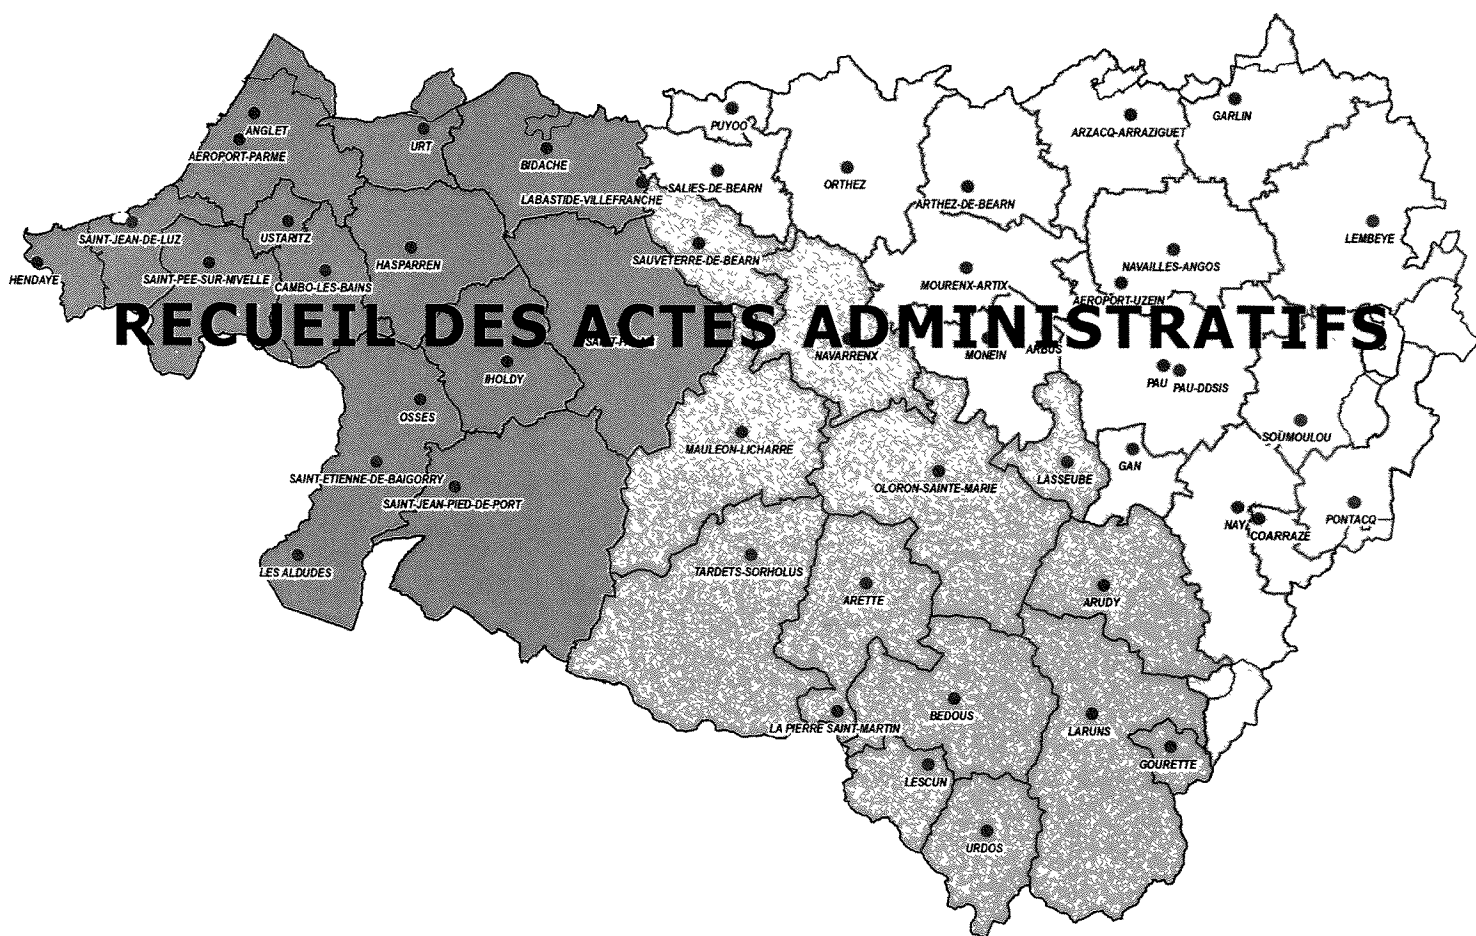 PUYOO
GARLIN
ANGLET
ARZACQ-ARRAZIGUET
URT
AEROPORT-PARME
BIDACHE
ORTHEZ
SALIES-DE-BEARN
LABASTIDE-VILLEFRANCHE
ARTHEZ-DE-BEARN
SAINT-JEAN-DE-LUZ
USTARITZ
LEMBEYE
SAUVETERRE-DE-BEARN
HASPARREN
NAVAILLES-ANGOS
HENDAYE
SAINT-PEE-SUR-NIVELLE
CAMBO-LES-BAINS
MOURENX-ARTIX
AEROPORT-UZEIN
RECUEIL DES ACTES ADMINISTRATIFS
NAVARRENX
MONEIN
ARBUS
IHOLDY
PAU
PAU-DDSIS
OSSES
SOUMOULOU
MAULEON-LICHARRE
GAN
SAINT-ETIENNE-DE-BAIGORRY
LASSEUBE
OLORON-SAINTE-MARIE
SAINT-JEAN-PIED-DE-PORT
NAY
PONTACQ
COARRAZE
LES ALDUDES
TARDETS-SORHOLUS
ARETTE
ARUDY
BEDOUS
LA PIERRE SAINT-MARTIN
LARUNS
GOURETTE
LESCUN
URDOS